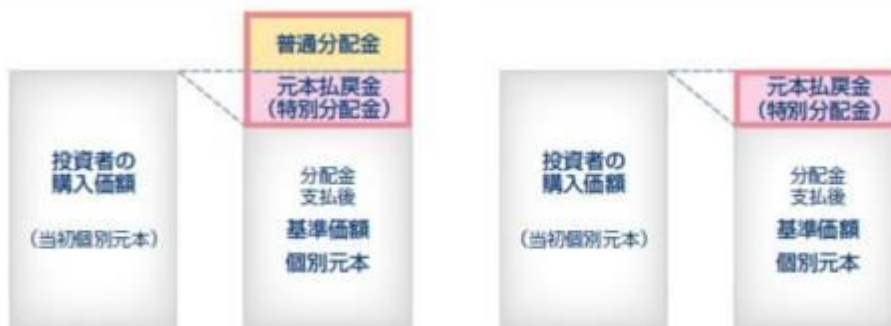 普通分配金
元本払戻金
(特別分配金)
投資者の
購入価額
(当初個別元本)
分配金
支払後
基準価額
個別元本
元本払戻金
(特別分配金)
投資者の
購入価額
(当初個別元本)
分配金
支払後
基準価額
個別元本